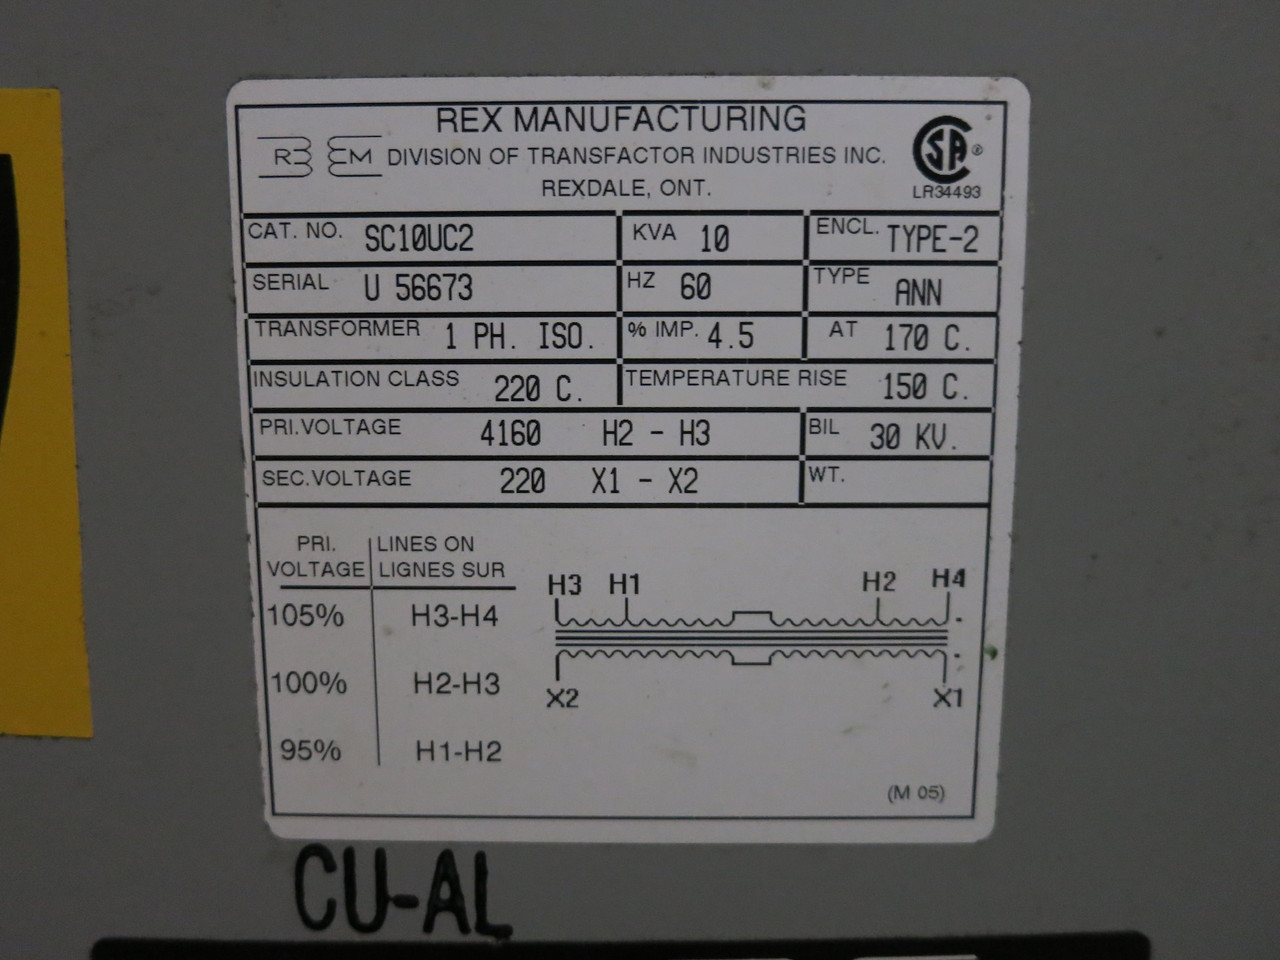 REX MANUFACTURING
REM DIVISION OF TRANSFACTOR INDUSTRIES INC.
REXDALE, ONT.
SA ®
LR34493
CAT. NO. SC10UC2 KVA 10 ENCL. TYPE-2
SERIAL U 56673 HZ 60 TYPE ANN
TRANSFORMER 1 PH. ISO. % IMP. 4.5 AT 170 C.
INSULATION CLASS 220 C. TEMPERATURE RISE 150 C.
PRI.VOLTAGE 4160 H2 - H3 BIL 30 KV.
SEC.VOLTAGE 220 X1 - X2 WT.
PRI. LINES ON
VOLTAGE LIGNES SUR
105% H3-H4
100% H2-H3
95% H1-H2
H3 H1 H2 H4
X2 X1
(M 05)
CU-AL